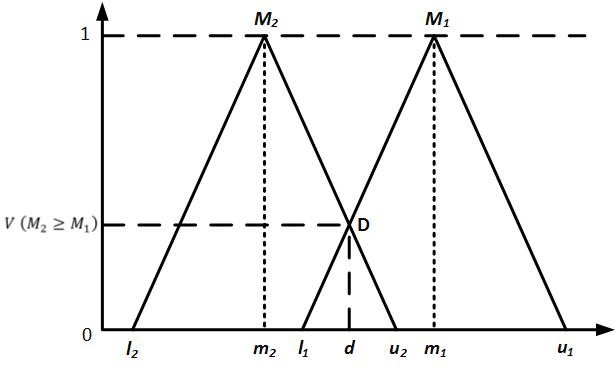 M₂ M₁
1
V (M₂ ≥ M₁) D
0
l₂ m₂ l₁ d u₂ m₁ u₁